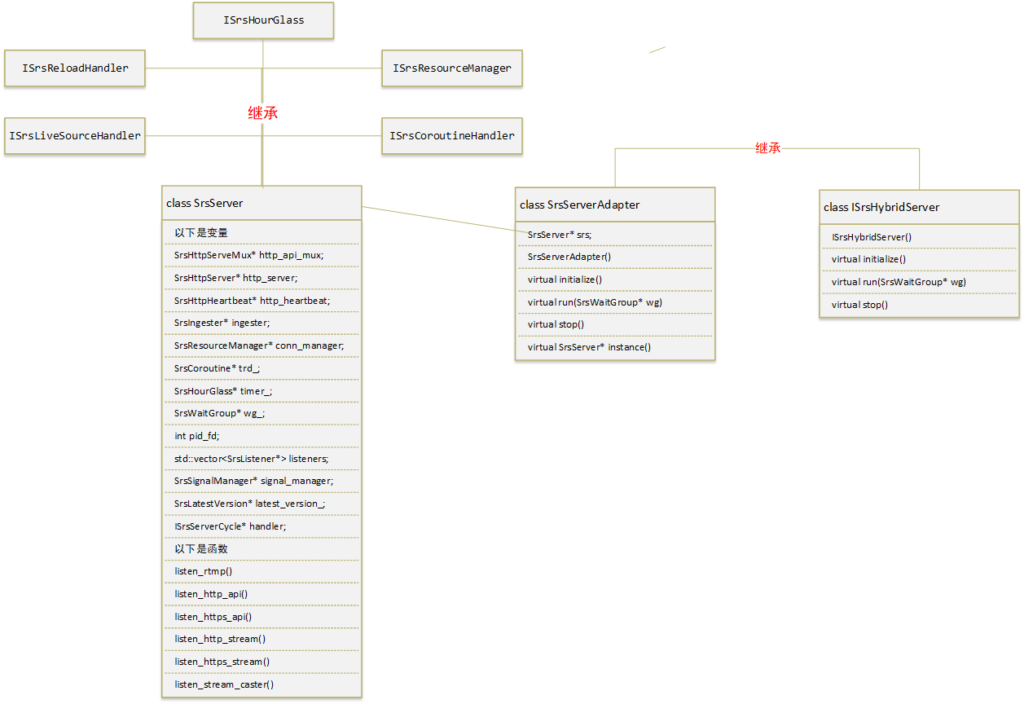 ISrsHourGlass
ISrsReloadHandler
ISrsResourceManager
继承
ISrsLiveSourceHandler
ISrsCoroutineHandler
class SrsServer
以下是变量
SrsHttpServeMux* http_api_mux;
SrsHttpServer* http_server;
SrsHttpHeartbeat* http_heartbeat;
SrsIngester* ingester;
SrsResourceManager* conn_manager;
SrsCoroutine* trd_;
SrsHourGlass* timer_;
SrsWaitGroup* wg_;
int pid_fd;
std::vector<SrsListener*> listeners;
SrsSignalManager* signal_manager;
SrsLatestVersion* latest_version_;
ISrsServerCycle* handler;
以下是函数
listen_rtmp()
listen_http_api()
listen_https_api()
listen_http_stream()
listen_https_stream()
listen_stream_caster()
继承
class SrsServerAdapter
SrsServer* srs;
SrsServerAdapter()
virtual initialize()
virtual run(SrsWaitGroup* wg)
virtual stop()
virtual SrsServer* instance()
class ISrsHybridServer
ISrsHybridServer()
virtual initialize()
virtual run(SrsWaitGroup* wg)
virtual stop()